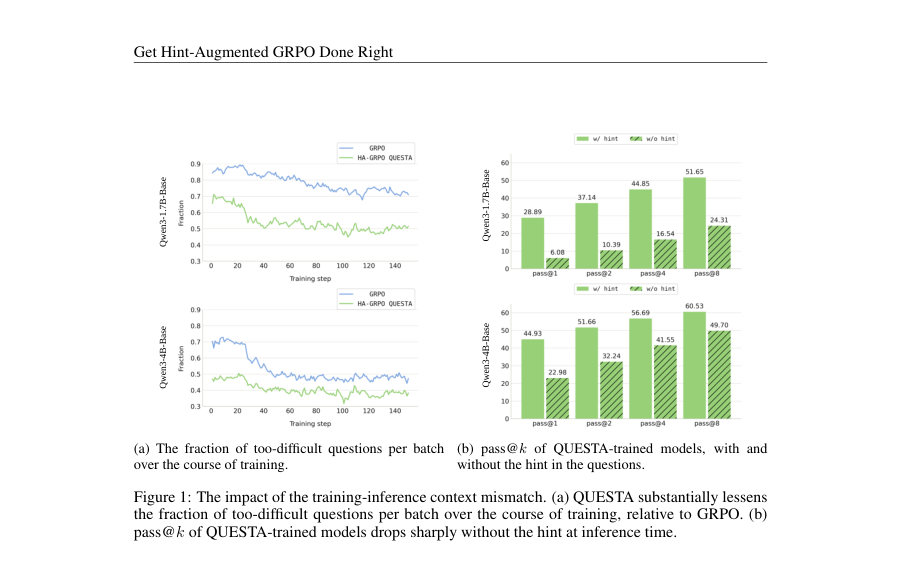 Get Hint-Augmented GRPO Done Right
GRPO
HA-GRPO QUESTA
Qwen3-1.7B-Base
Fraction
0.9
0.8
0.7
0.6
0.5
0.4
0.3
0 20 40 60 80 100 120 140
Training step
GRPO
HA-GRPO QUESTA
Qwen3-4B-Base
Fraction
0.9
0.8
0.7
0.6
0.5
0.4
0.3
0 20 40 60 80 100 120 140
Training step
(a) The fraction of too-difficult questions per batch
over the course of training.
w/ hint w/o hint
Qwen3-1.7B-Base
60
50
40
30
20
10
0
28.89 6.08 37.14 10.39 44.85 16.54 51.65 24.31
pass@1 pass@2 pass@4 pass@8
w/ hint w/o hint
Qwen3-4B-Base
60
50
40
30
20
10
0
44.93 22.98 51.66 32.24 56.69 41.55 60.53 49.70
pass@1 pass@2 pass@4 pass@8
(b) pass@k of QUESTA-trained models, with and
without the hint in the questions.
Figure 1: The impact of the training-inference context mismatch. (a) QUESTA substantially lessens
the fraction of too-difficult questions per batch over the course of training, relative to GRPO. (b)
pass@k of QUESTA-trained models drops sharply without the hint at inference time.